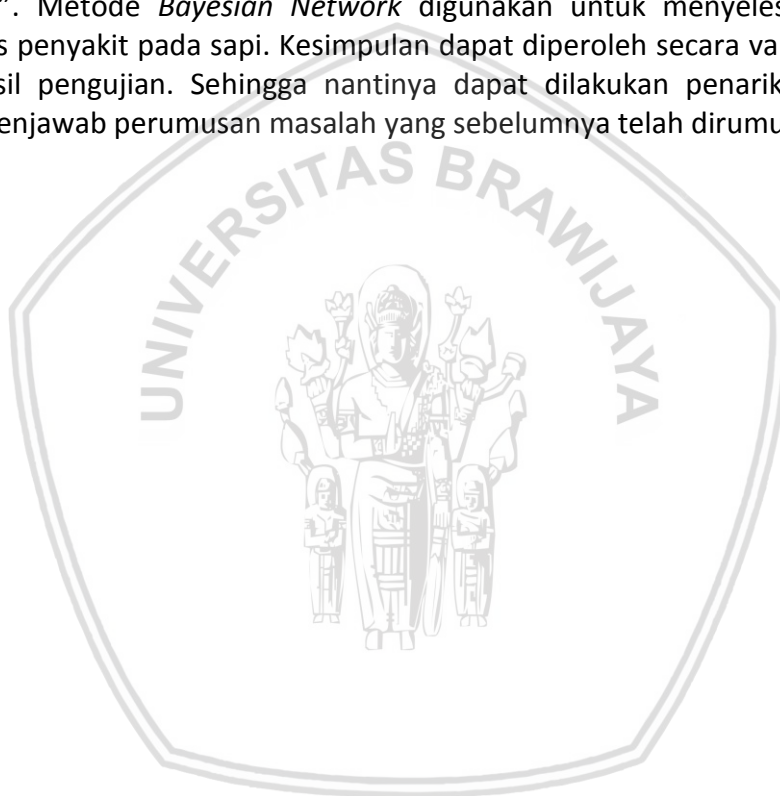 ”. Metode Bayesian Network digunakan untuk menyeles
s penyakit pada sapi. Kesimpulan dapat diperoleh secara va
sil pengujian. Sehingga nantinya dapat dilakukan penarik
enjawab perumusan masalah yang sebelumnya telah dirumu
UNIVERSITAS BRAWIJAYA